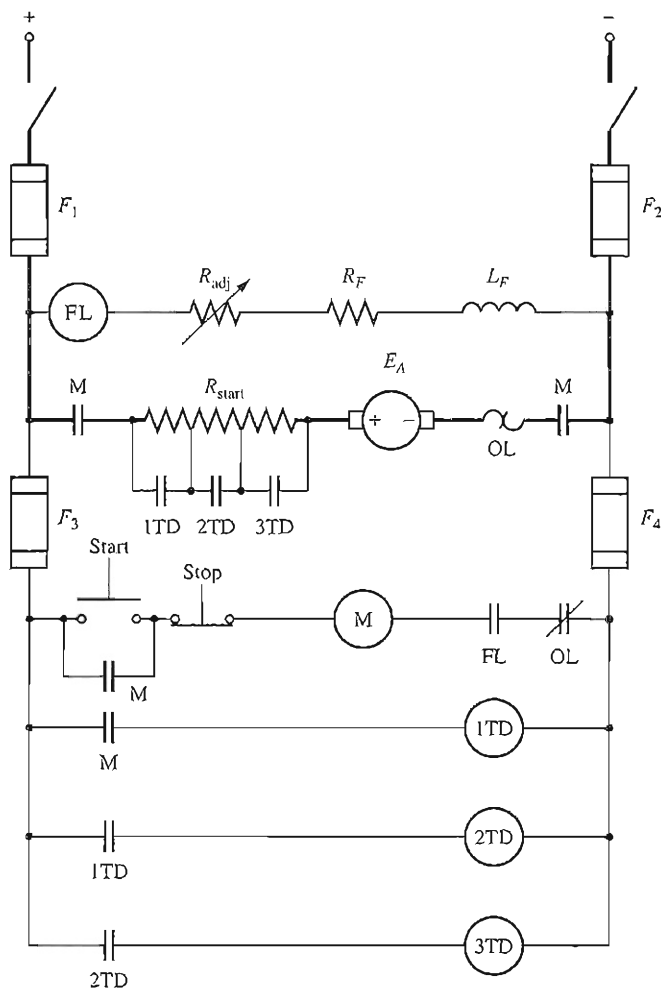 + −
F1 F2
FL Radj RF LF
M Rstart EA M
OL
1TD 2TD 3TD
F3 F4
Start
Stop
M
FL OL
M
1TD
M
2TD
1TD
3TD
2TD